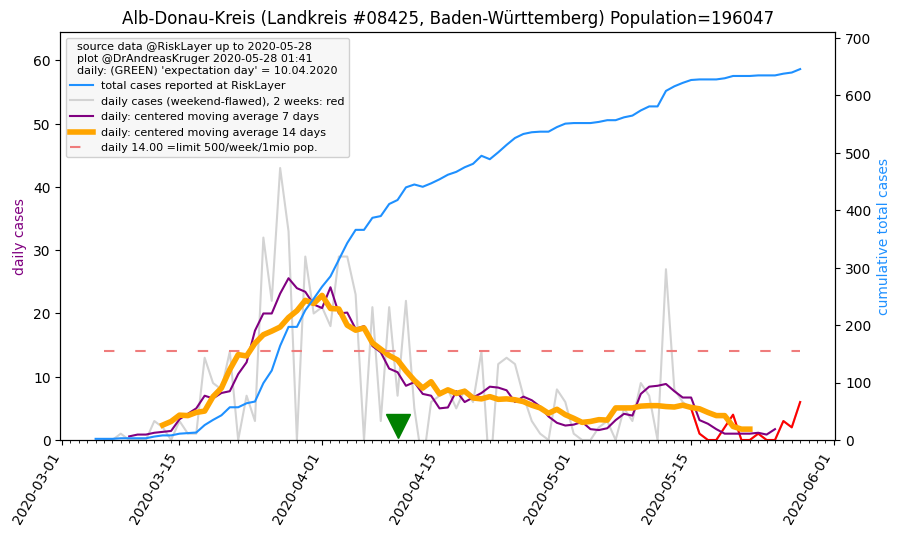 Alb-Donau-Kreis (Landkreis #08425, Baden-Württemberg) Population=196047
source data @RiskLayer up to 2020-05-28
plot @DrAndreasKruger 2020-05-28 01:41
daily: (GREEN) 'expectation day' = 10.04.2020
total cases reported at RiskLayer
daily cases (weekend-flawed), 2 weeks: red
daily: centered moving average 7 days
daily: centered moving average 14 days
daily 14.00 =limit 500/week/1mio pop.
daily cases
60
50
40
30
20
10
0
cumulative total cases
700
600
500
400
300
200
100
0
2020-03-01
2020-03-15
2020-04-01
2020-04-15
2020-05-01
2020-05-15
2020-06-01